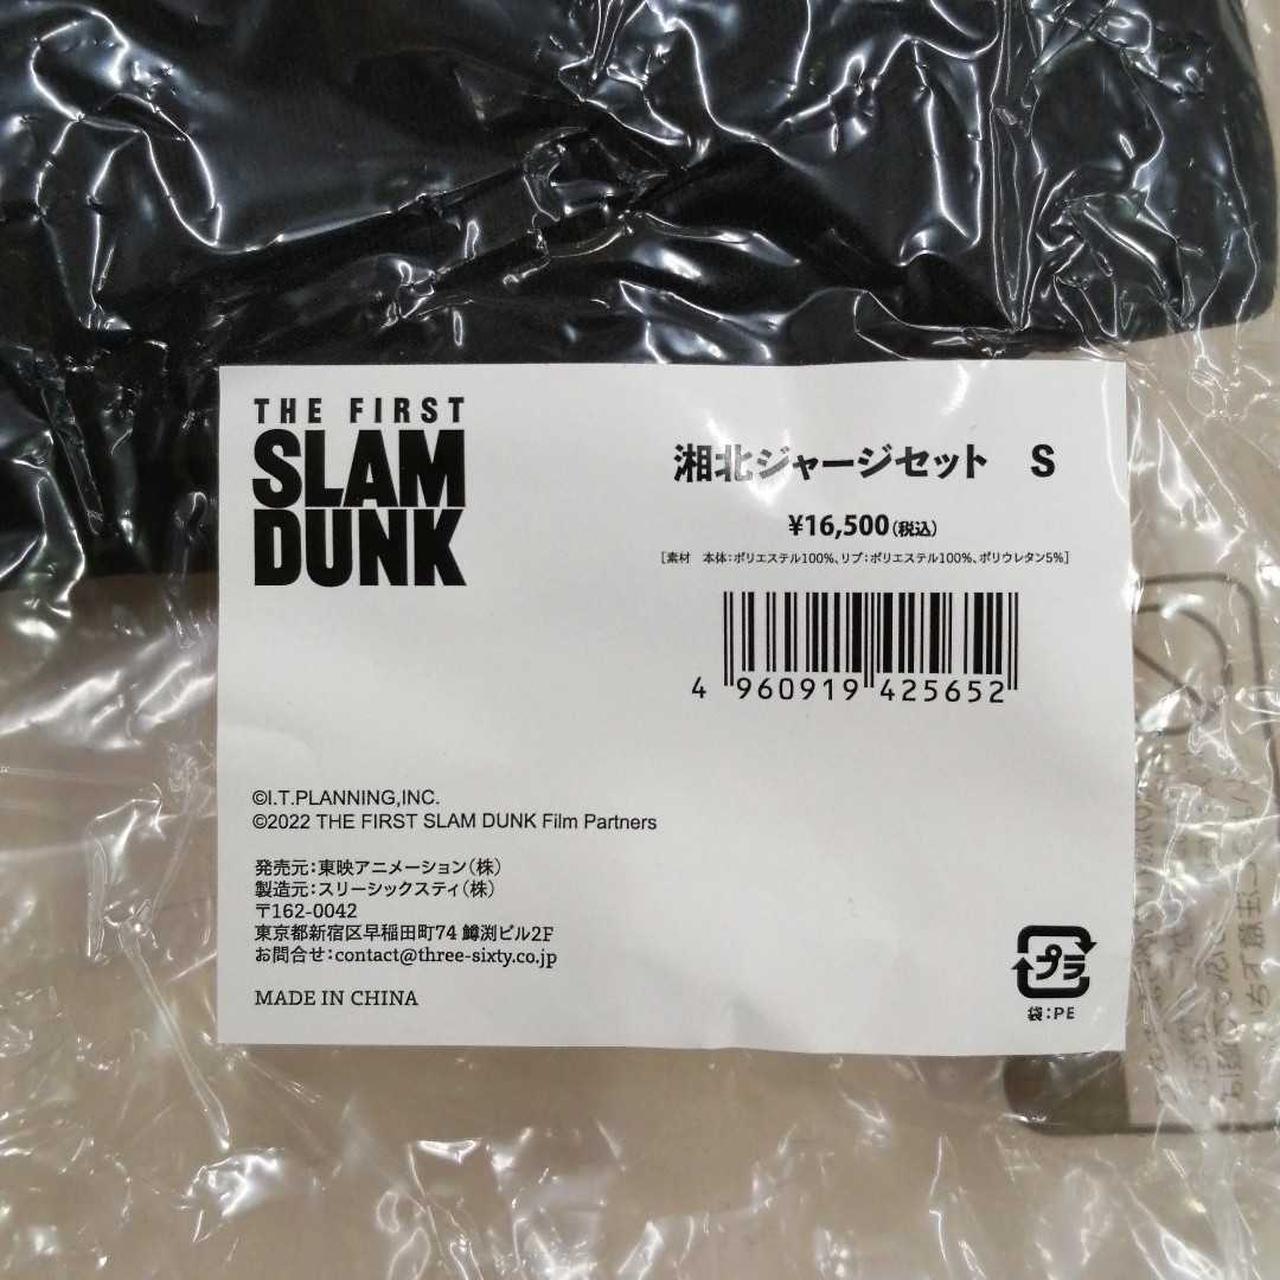 THE FIRST
SLAM
DUNK
湘北ジャージセット　S
¥16,500(税込)
[素材　本体:ポリエステル100%、リブ:ポリエステル100%、ポリウレタン5%]
4 960919 425652
©I.T.PLANNING,INC.
©2022 THE FIRST SLAM DUNK Film Partners
発売元:東映アニメーション(株)
製造元:スリーシックスティ(株)
〒162-0042
東京都新宿区早稲田町74 鱒渕ビル2F
お問合せ:contact@three-sixty.co.jp
MADE IN CHINA
プラ
袋:PE